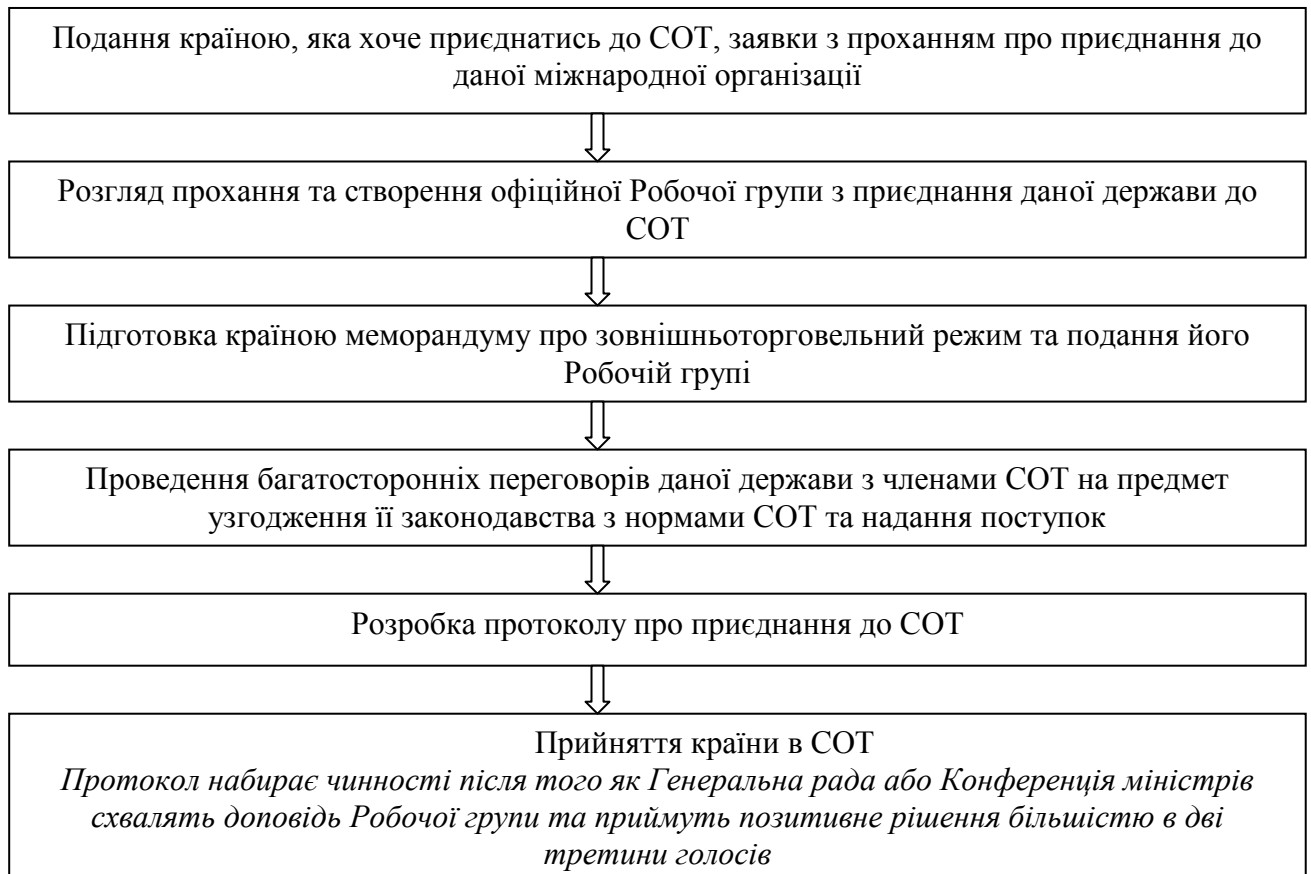 Подання країною, яка хоче приєднатись до СОТ, заявки з проханням про приєднання до
даної міжнародної організації
Розгляд прохання та створення офіційної Робочої групи з приєднання даної держави до
СОТ
Підготовка країною меморандуму про зовнішньоторговельний режим та подання його
Робочій групі
Проведення багатосторонніх переговорів даної держави з членами СОТ на предмет
узгодження її законодавства з нормами СОТ та надання поступок
Розробка протоколу про приєднання до СОТ
Прийняття країни в СОТ
Протокол набирає чинності після того як Генеральна рада або Конференція міністрів
схвалять доповідь Робочої групи та приймуть позитивне рішення більшістю в дві
третини голосів